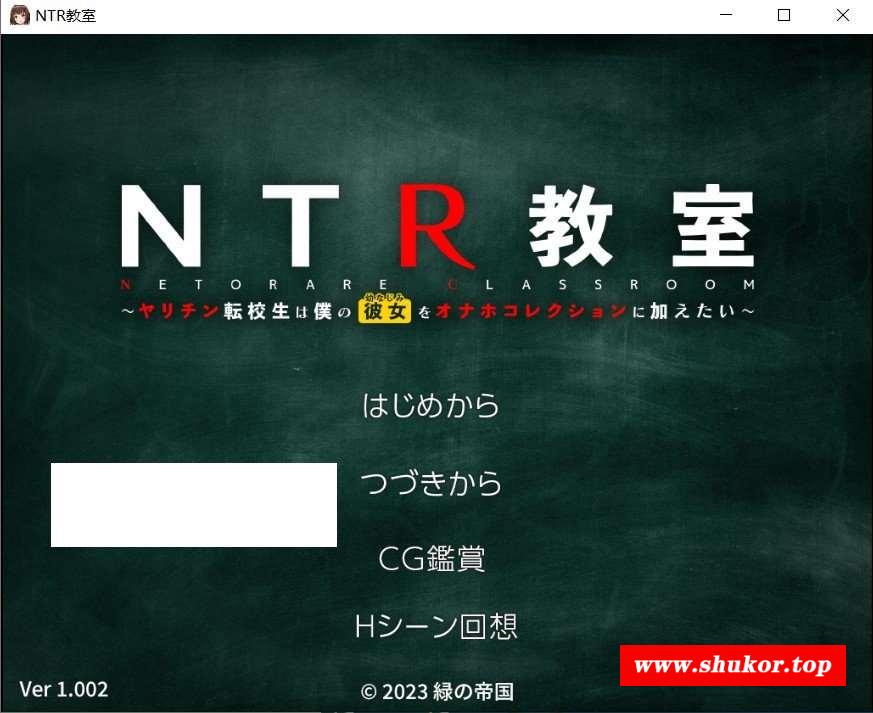 NTR教室
NTR教室
NETORARE CLASSROOM
幼なじみ
～ヤリチン転校生は僕の彼女をオナホコレクションに加えたい～
はじめから
つづきから
CG鑑賞
Hシーン回想
www.shukor.top
Ver 1.002
© 2023 緑の帝国